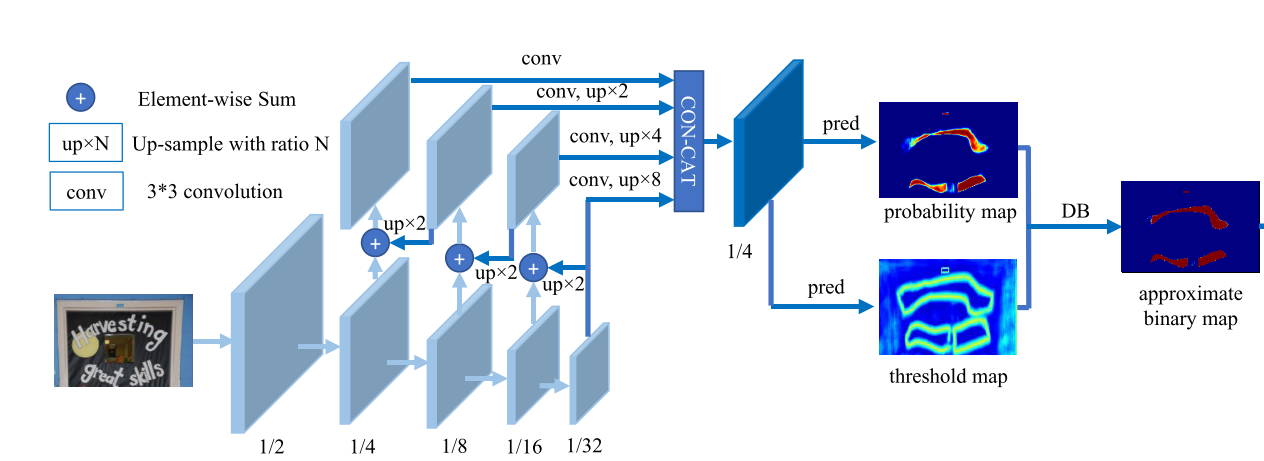 conv
+ Element-wise Sum
conv, up×2
up×N Up-sample with ratio N
conv, up×4
pred
conv 3*3 convolution
conv, up×8
CON-CAT
probability map
DB
up×2
+
up×2
+
up×2
+
1/4
pred
approximate
binary map
Harvesting
great skills
threshold map
1/2
1/4
1/8
1/16
1/32